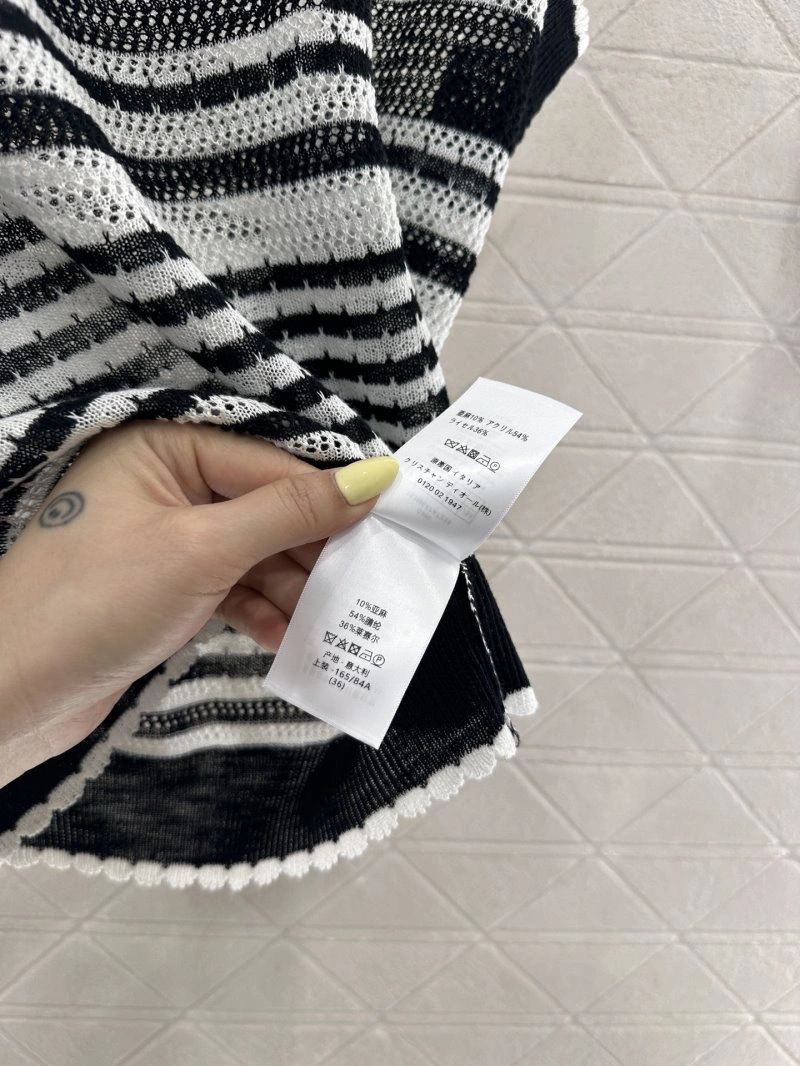 亜麻10% アクリル54%
ライセル36%
原産国 イタリア
クリスチャン ディオール(株)
0120 02 1947
10%亚麻
54%腈纶
36%莱赛尔
产地 : 意大利
上装 -165/84A
(36)